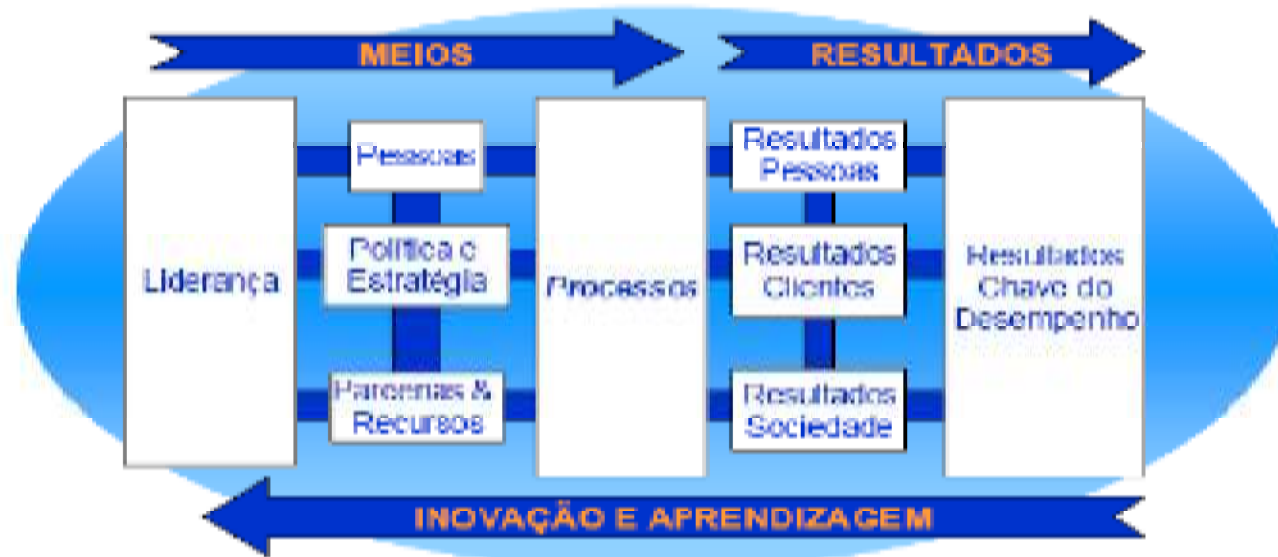 MEIOS
RESULTADOS
Liderança
Pessoas
Política e
Estratégia
Parcerias &
Recursos
Processos
Resultados
Pessoas
Resultados
Clientes
Resultados
Sociedade
Resultados
Chave do
Desempenho
INOVAÇÃO E APRENDIZAGEM